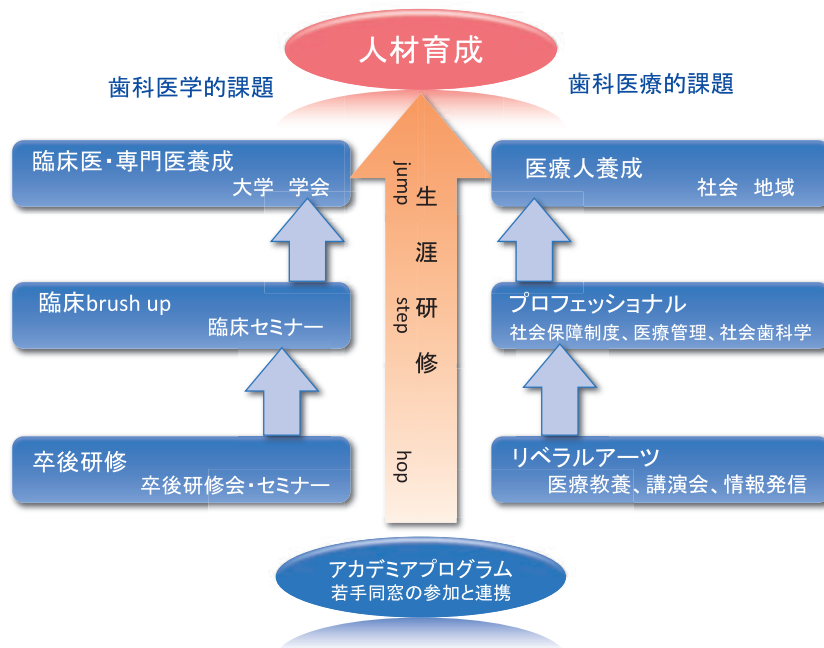 人材育成
歯科医学的課題
歯科医療的課題
臨床医・専門医養成
大学 学会
医療人養成
社会 地域
jump
生涯研修
臨床brush up
臨床セミナー
step
プロフェッショナル
社会保障制度、医療管理、社会歯科学
卒後研修
卒後研修会・セミナー
hop
リベラルアーツ
医療教養、講演会、情報発信
アカデミアプログラム
若手同窓の参加と連携